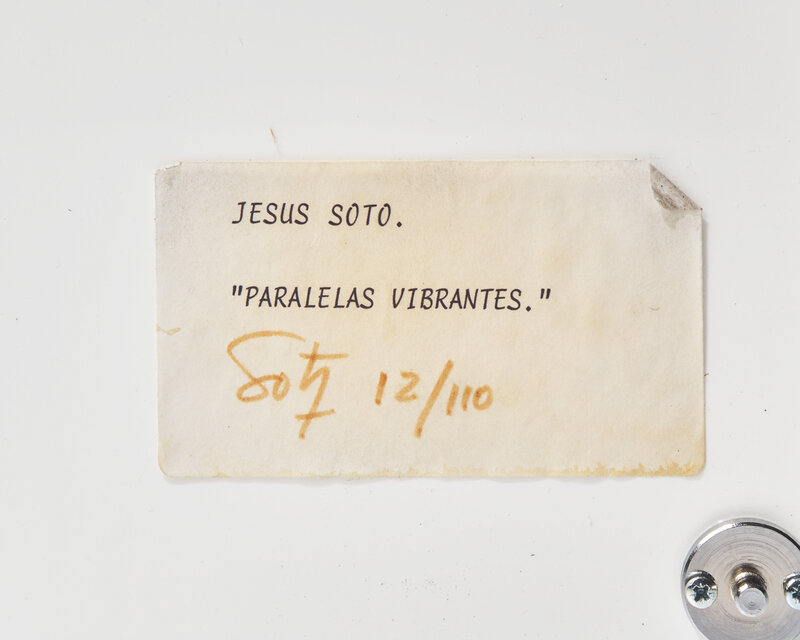 JESUS SOTO.
"PARALELAS VIBRANTES."
Soto 12/110